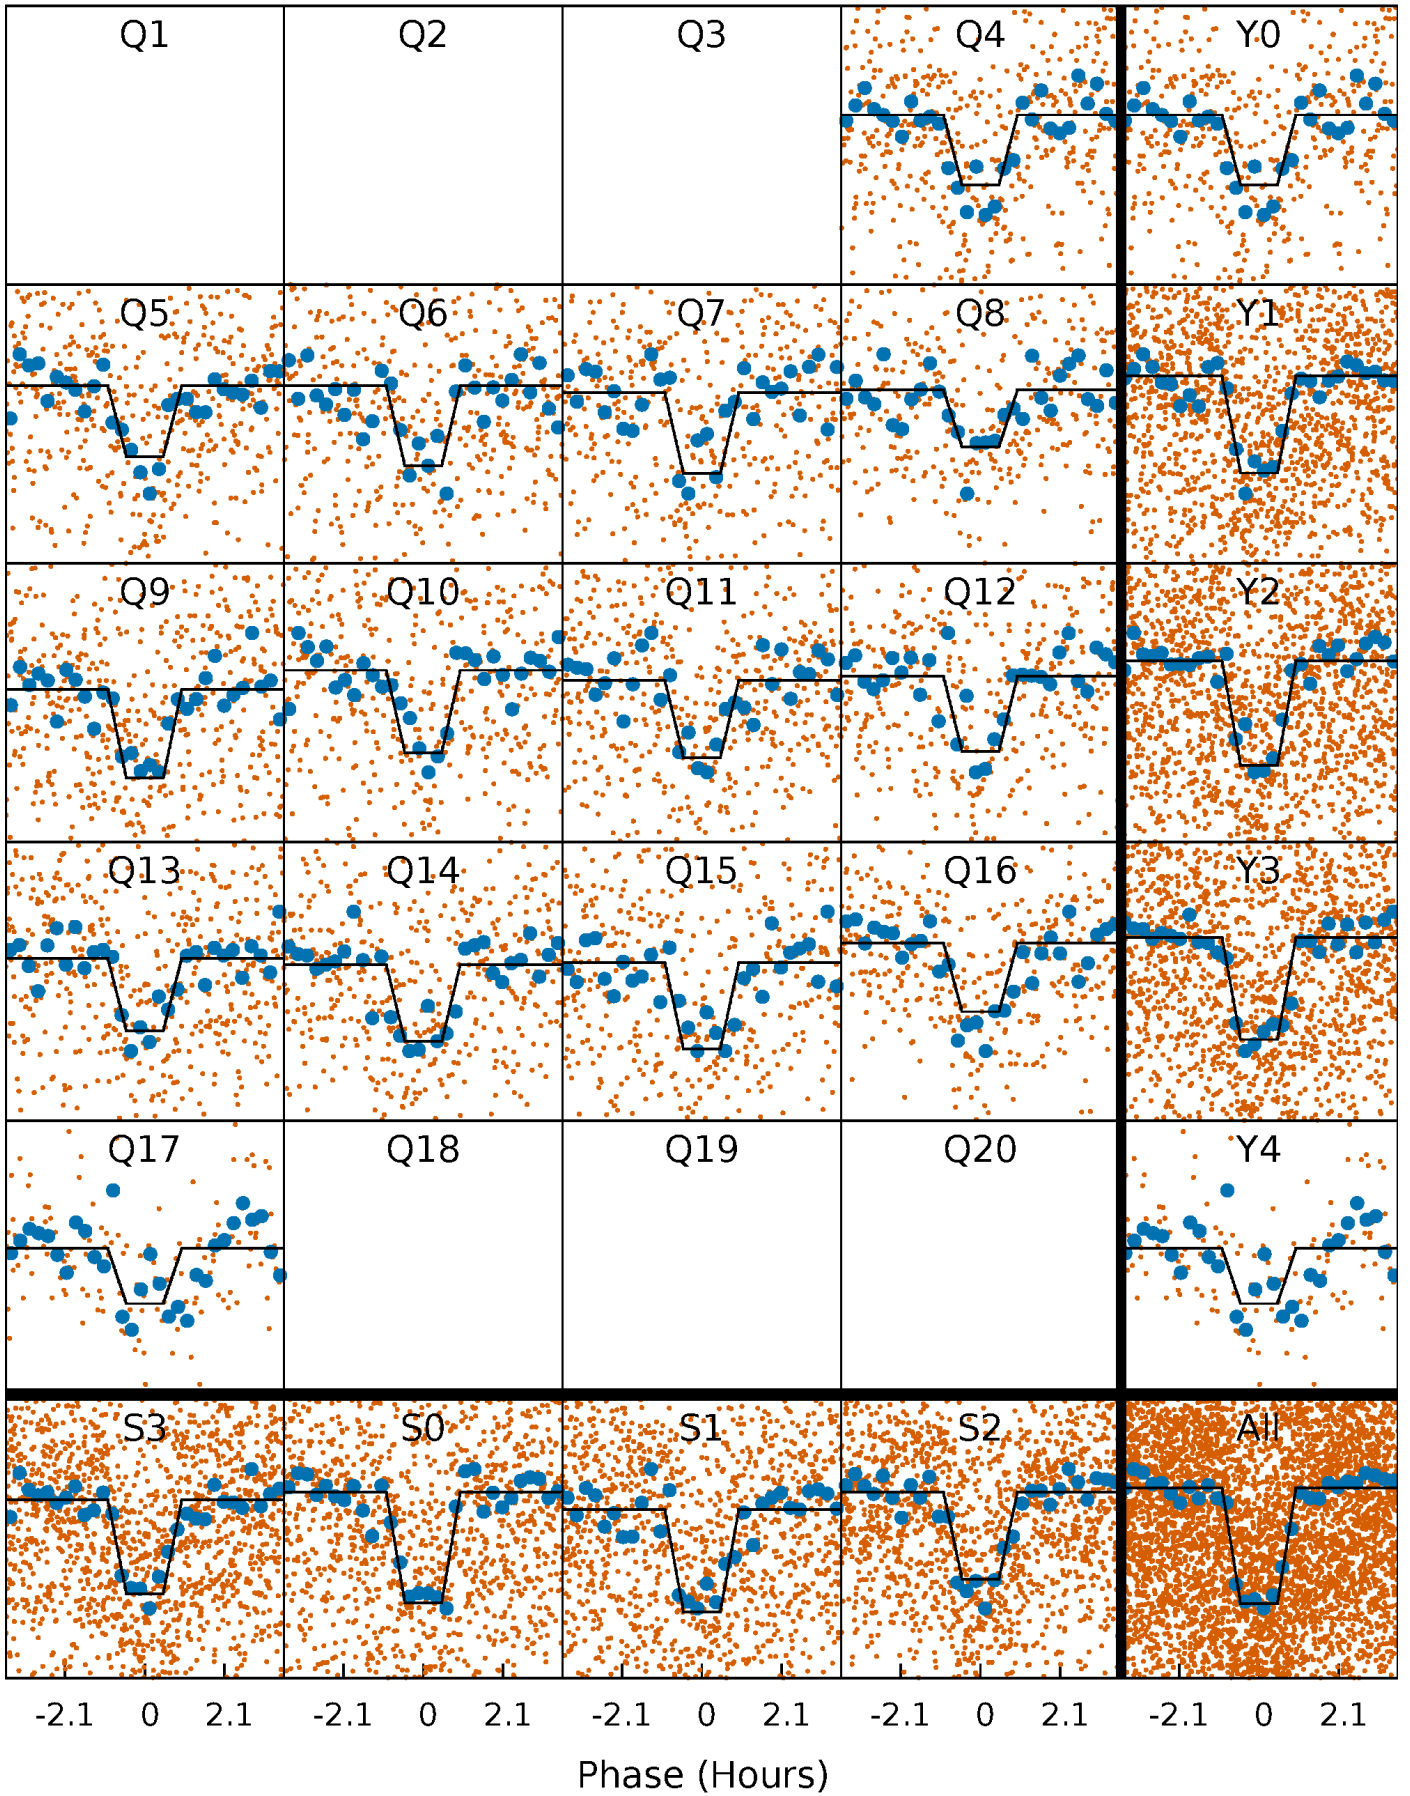 Q1 Q2 Q3 Q4 Y0
Q5 Q6 Q7 Q8 Y1
Q9 Q10 Q11 Q12 Y2
Q13 Q14 Q15 Q16 Y3
Q17 Q18 Q19 Q20 Y4
S3 S0 S1 S2 All
-2.1 0 2.1 -2.1 0 2.1 -2.1 0 2.1 -2.1 0 2.1 -2.1 0 2.1
Phase (Hours)